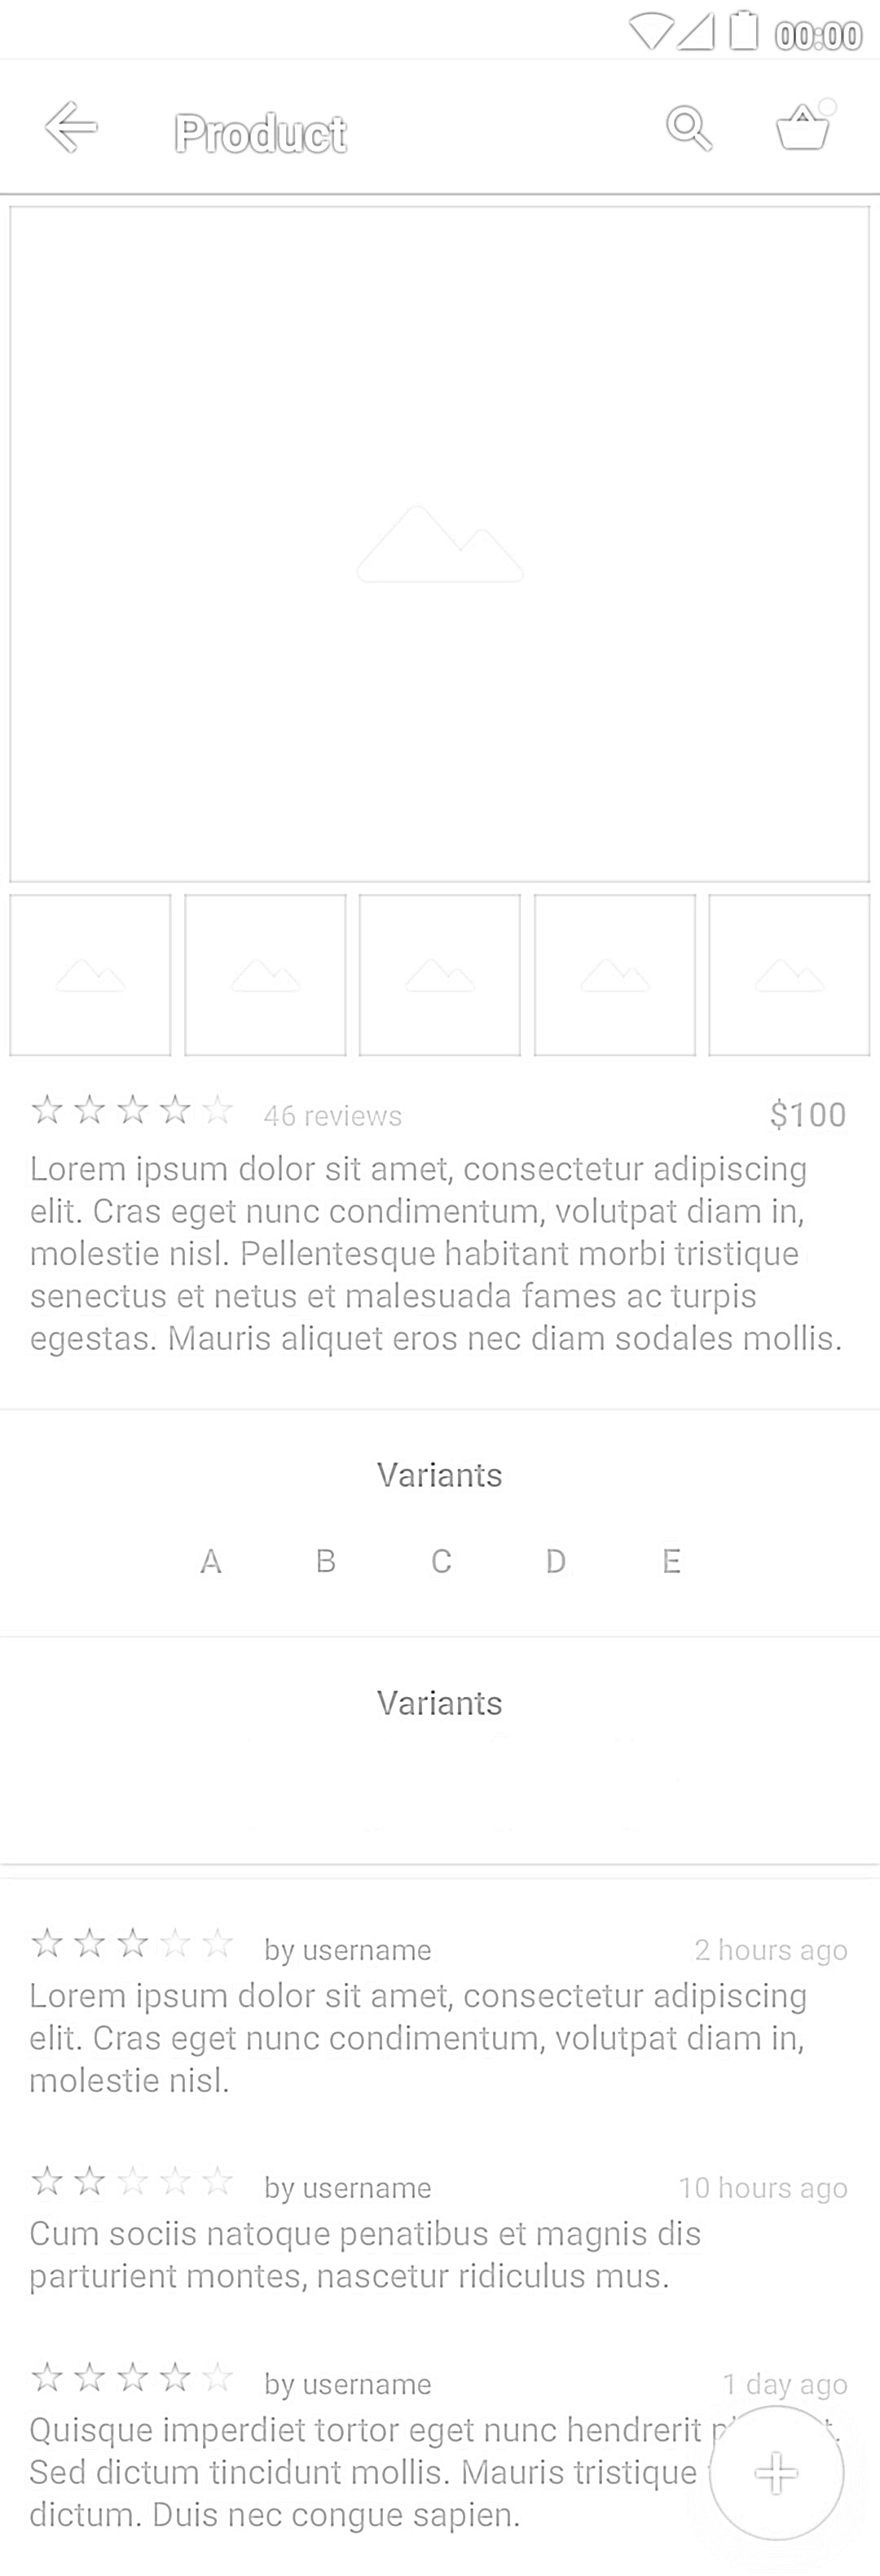 00:00
Product
46 reviews $100
Lorem ipsum dolor sit amet, consectetur adipiscing
elit. Cras eget nunc condimentum, volutpat diam in,
molestie nisl. Pellentesque habitant morbi tristique
senectus et netus et malesuada fames ac turpis
egestas. Mauris aliquet eros nec diam sodales mollis.
Variants
A B C D E
Variants
by username 2 hours ago
Lorem ipsum dolor sit amet, consectetur adipiscing
elit. Cras eget nunc condimentum, volutpat diam in,
molestie nisl.
by username 10 hours ago
Cum sociis natoque penatibus et magnis dis
parturient montes, nascetur ridiculus mus.
by username 1 day ago
Quisque imperdiet tortor eget nunc hendrerit
Sed dictum tincidunt mollis. Mauris tristique
dictum. Duis nec congue sapien.